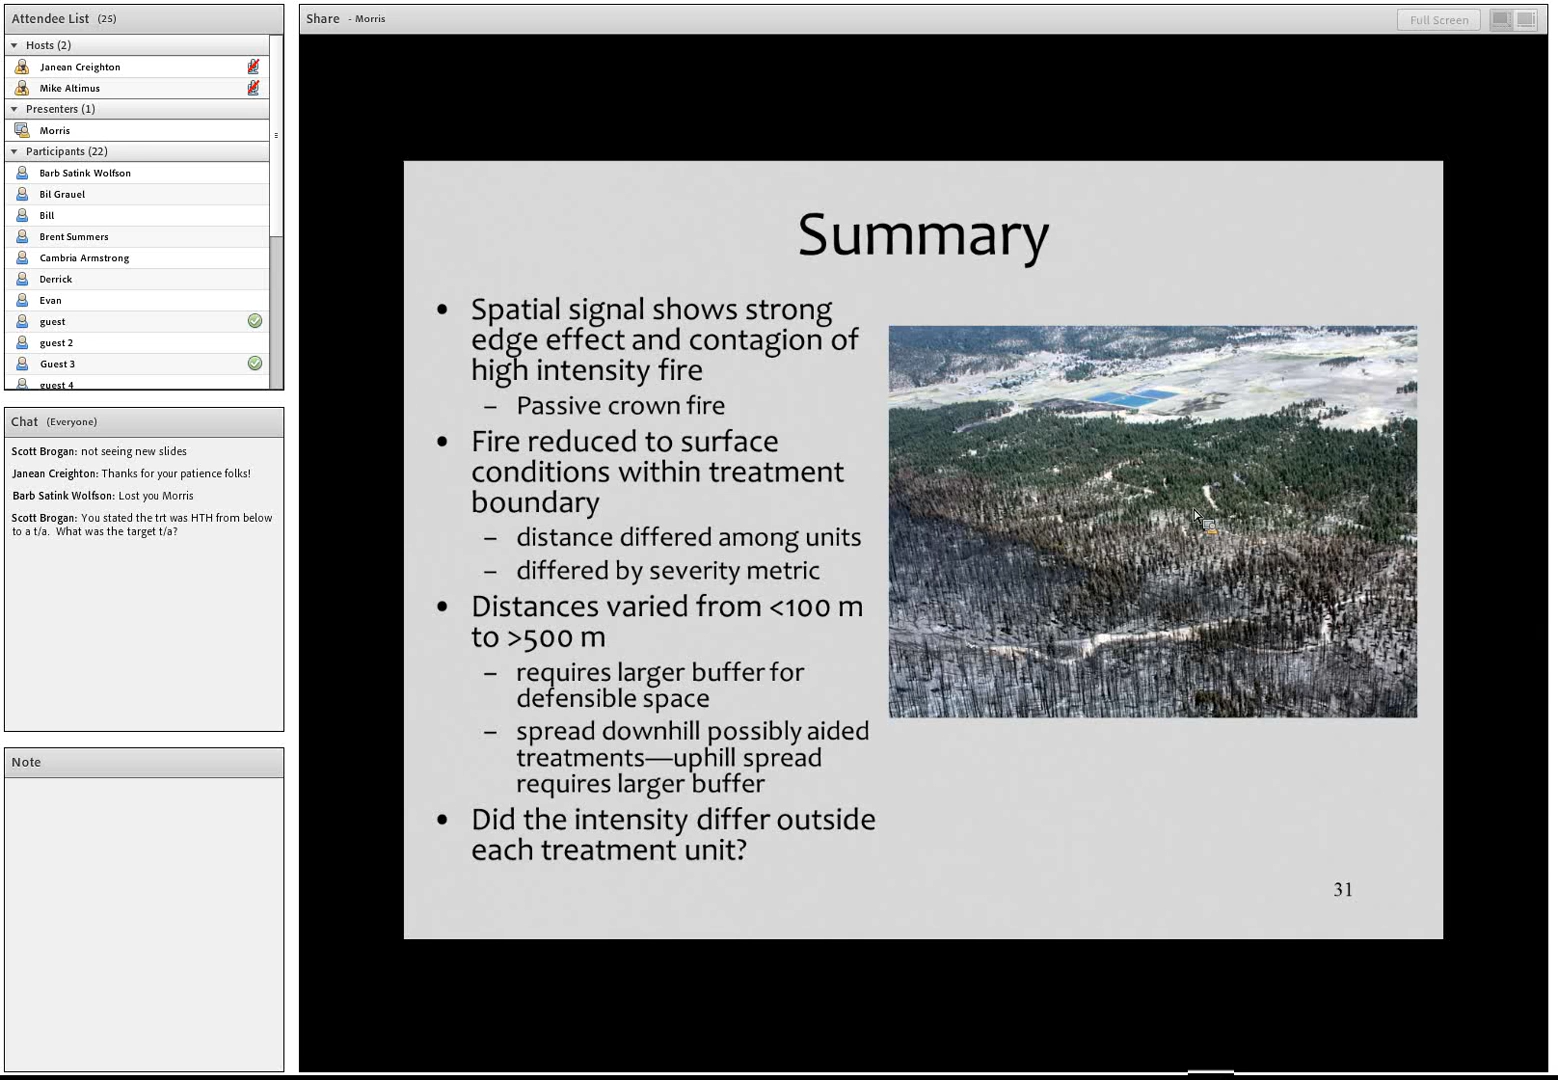 Attendee List (25)
Hosts (2)
Janean Creighton
Mike Altimus
Presenters (1)
Morris
Participants (22)
Barb Satink Wolfson
Bil Grauel
Bill
Brent Summers
Cambria Armstrong
Derrick
Evan
guest
guest 2
Guest 3
guest 4
Chat (Everyone)
Scott Brogan: not seeing new slides
Janean Creighton: Thanks for your patience folks!
Barb Satink Wolfson: Lost you Morris
Scott Brogan: You stated the trt was HTH from below
to a t/a. What was the target t/a?
Note
Share - Morris
Full Screen
Summary
• Spatial signal shows strong
edge effect and contagion of
high intensity fire
– Passive crown fire
• Fire reduced to surface
conditions within treatment
boundary
– distance differed among units
– differed by severity metric
• Distances varied from <100 m
to >500 m
– requires larger buffer for
defensible space
– spread downhill possibly aided
treatments—uphill spread
requires larger buffer
• Did the intensity differ outside
each treatment unit?
31